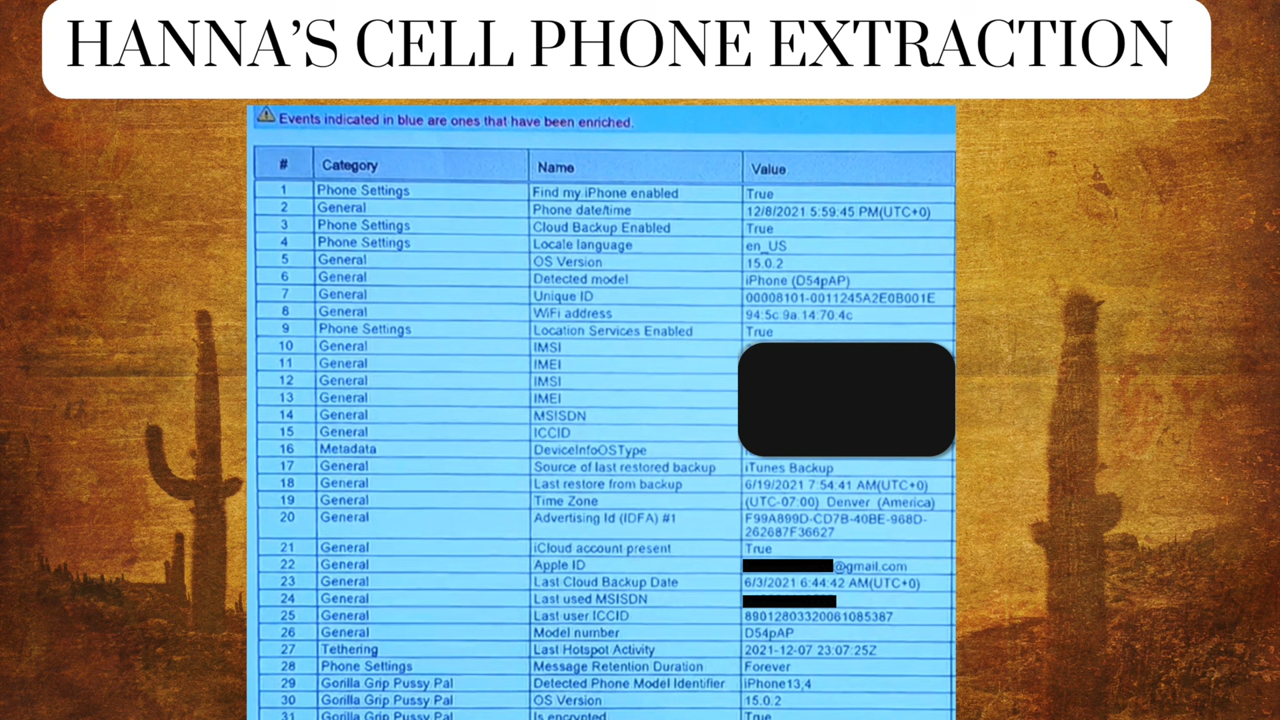 HANNA'S CELL PHONE EXTRACTION
Events indicated in blue are ones that have been enriched.
# Category Name Value
1 Phone Settings Find my iPhone enabled True
2 General Phone date/time 12/8/2021 5:59:45 PM(UTC+0)
3 Phone Settings Cloud Backup Enabled True
4 Phone Settings Locale language en_US
5 General OS Version 15.0.2
6 General Detected model iPhone (D54pAP)
7 General Unique ID 00008101-0011245A2E0B001E
8 General WiFi address 94:5c:9a:14:70:4c
9 Phone Settings Location Services Enabled True
10 General IMSI
11 General IMEI
12 General IMSI
13 General IMEI
14 General MSISDN
15 General ICCID
16 Metadata DeviceInfoOSType
17 General Source of last restored backup iTunes Backup
18 General Last restore from backup 6/19/2021 7:54:41 AM(UTC+0)
19 General Time Zone (UTC-07:00) Denver (America)
20 General Advertising Id (IDFA) #1 F99A899D-CD7B-40BE-968D-
262687F36627
21 General iCloud account present True
22 General Apple ID @gmail.com
23 General Last Cloud Backup Date 6/3/2021 6:44:42 AM(UTC+0)
24 General Last used MSISDN
25 General Last user ICCID 89012803320061085387
26 General Model number D54pAP
27 Tethering Last Hotspot Activity 2021-12-07 23:07:25Z
28 Phone Settings Message Retention Duration Forever
29 Gorilla Grip Pussy Pal Detected Phone Model Identifier iPhone13,4
30 Gorilla Grip Pussy Pal OS Version 15.0.2
31 Gorilla Grip Pussy Pal Is encrypted True